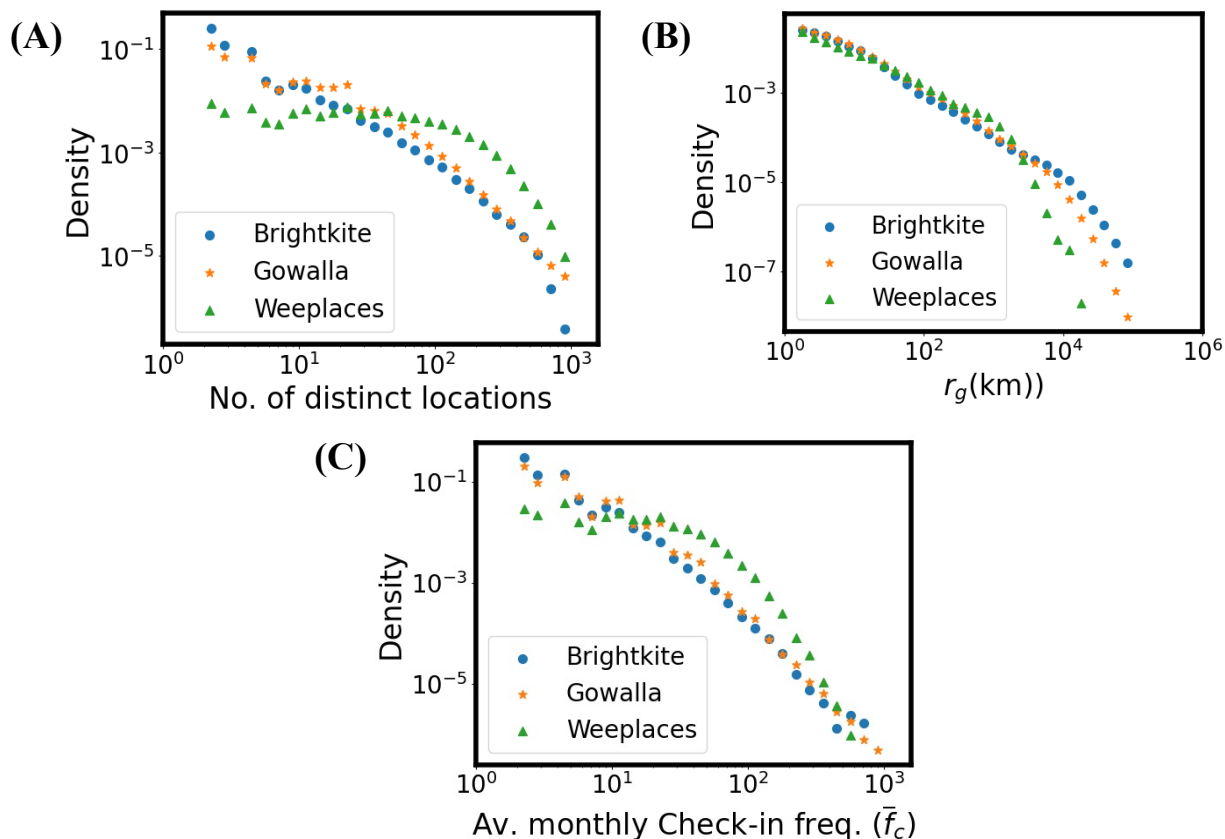 (A)
Density
10^{-1}
10^{-3}
10^{-5}
Brightkite
Gowalla
Weeplaces
10^{0} 10^{1} 10^{2} 10^{3}
No. of distinct locations
(B)
Density
10^{-3}
10^{-5}
10^{-7}
Brightkite
Gowalla
Weeplaces
10^{0} 10^{2} 10^{4} 10^{6}
r_g(km))
(C)
Density
10^{-1}
10^{-3}
10^{-5}
Brightkite
Gowalla
Weeplaces
10^{0} 10^{1} 10^{2} 10^{3}
Av. monthly Check-in freq. (f̄_c)